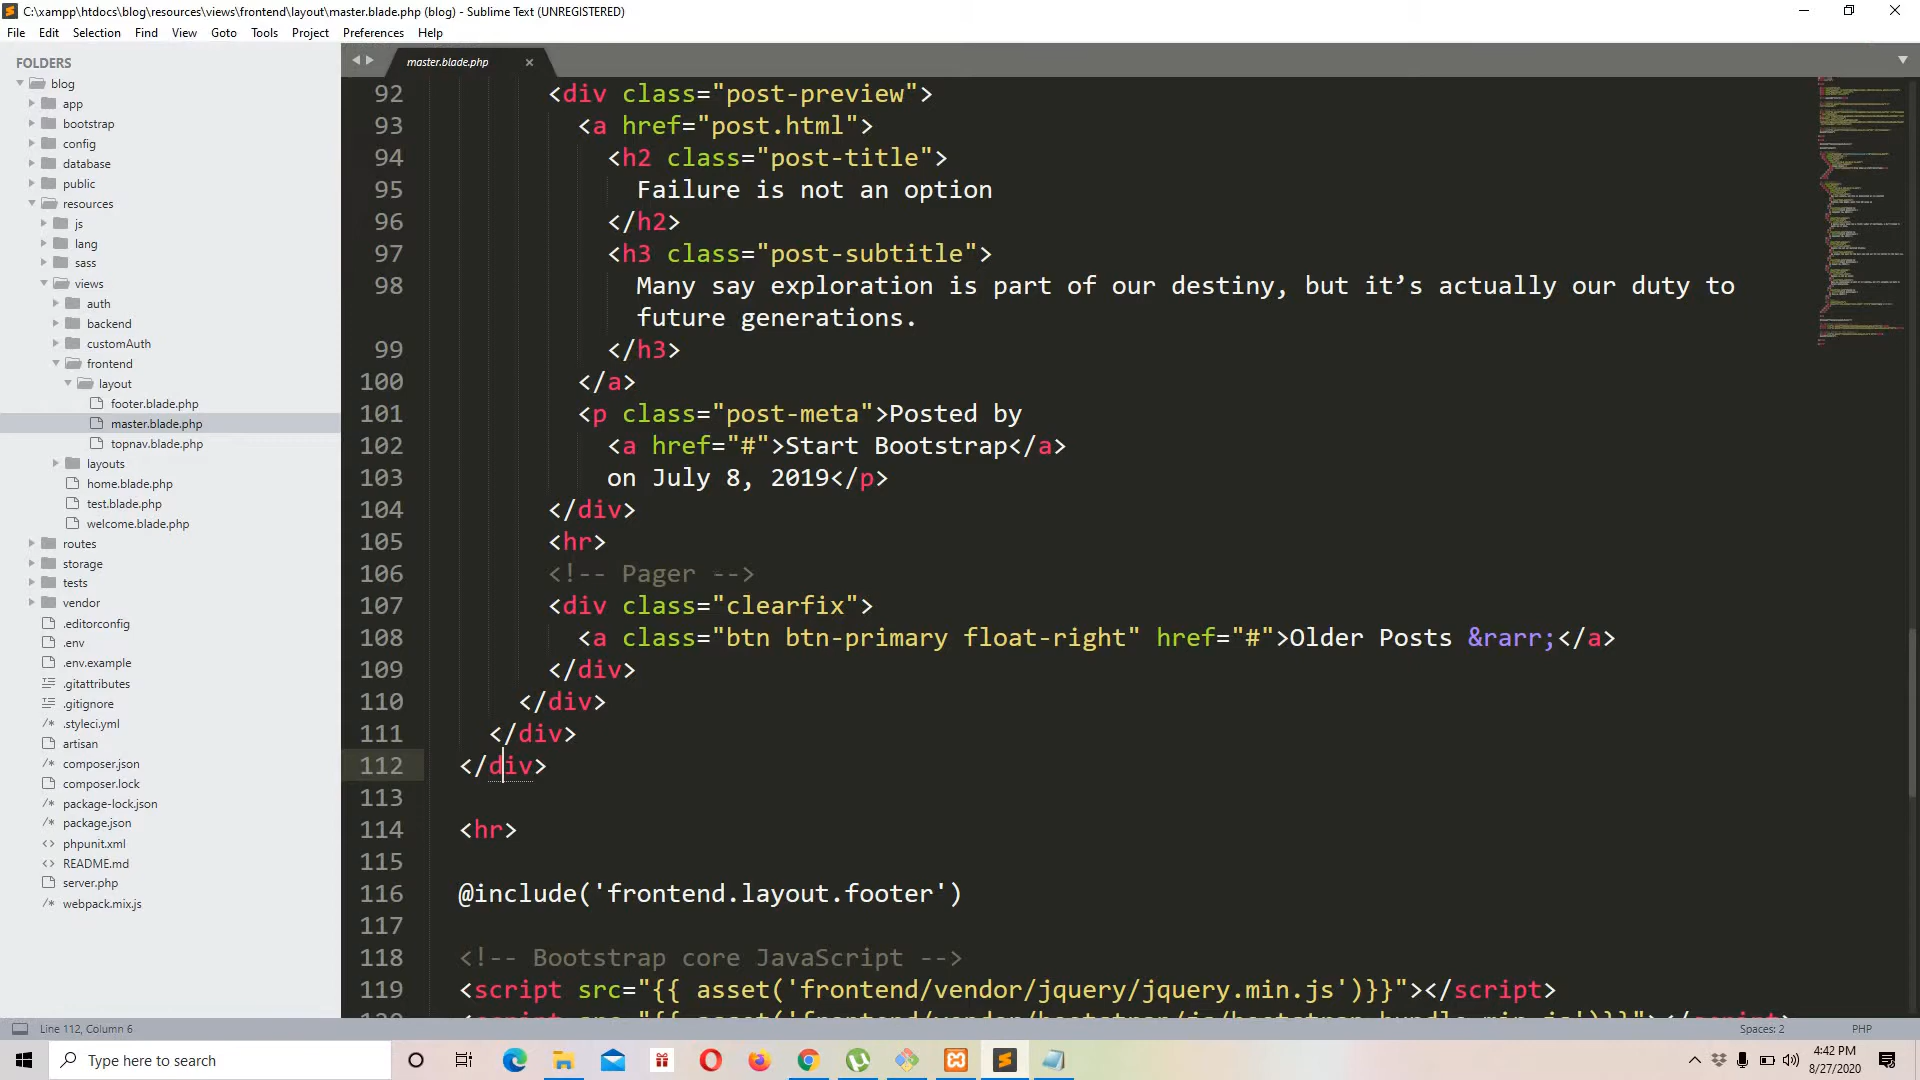 C:\xampp\htdocs\blog\resources\views\frontend\layout\master.blade.php (blog) - Sublime Text (UNREGISTERED)
File Edit Selection Find View Goto Tools Project Preferences Help
FOLDERS
blog
app
bootstrap
config
database
public
resources
js
lang
sass
views
auth
backend
customAuth
frontend
layout
footer.blade.php
master.blade.php
topnav.blade.php
layouts
home.blade.php
test.blade.php
welcome.blade.php
routes
storage
tests
vendor
.editorconfig
.env
.env.example
.gitattributes
.gitignore
.styleci.yml
artisan
composer.json
composer.lock
package-lock.json
package.json
phpunit.xml
README.md
server.php
webpack.mix.js
master.blade.php
92 <div class="post-preview">
93 <a href="post.html">
94 <h2 class="post-title">
95 Failure is not an option
96 </h2>
97 <h3 class="post-subtitle">
98 Many say exploration is part of our destiny, but it’s actually our duty to
future generations.
99 </h3>
100 </a>
101 <p class="post-meta">Posted by
102 <a href="#">Start Bootstrap</a>
103 on July 8, 2019</p>
104 </div>
105 <hr>
106 <!-- Pager -->
107 <div class="clearfix">
108 <a class="btn btn-primary float-right" href="#">Older Posts &rarr;</a>
109 </div>
110 </div>
111 </div>
112 </div>
113
114 <hr>
115
116 @include('frontend.layout.footer')
117
118 <!-- Bootstrap core JavaScript -->
119 <script src="{{ asset('frontend/vendor/jquery/jquery.min.js')}}"></script>
Line 112, Column 6
Spaces: 2
PHP
Type here to search
4:42 PM
8/27/2020